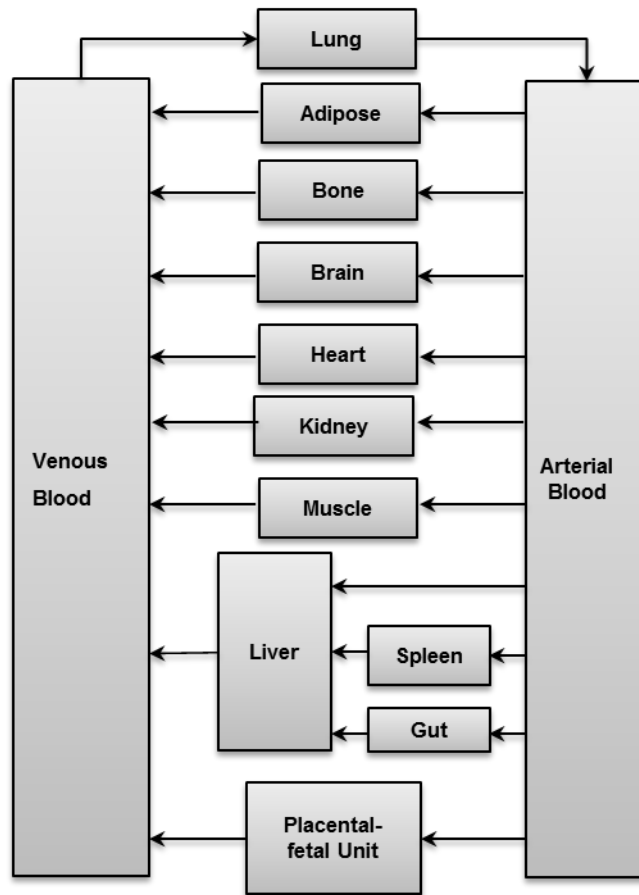 Lung
Adipose
Bone
Brain
Heart
Kidney
Venous
Blood
Arterial
Blood
Muscle
Liver
Spleen
Gut
Placental-
fetal Unit